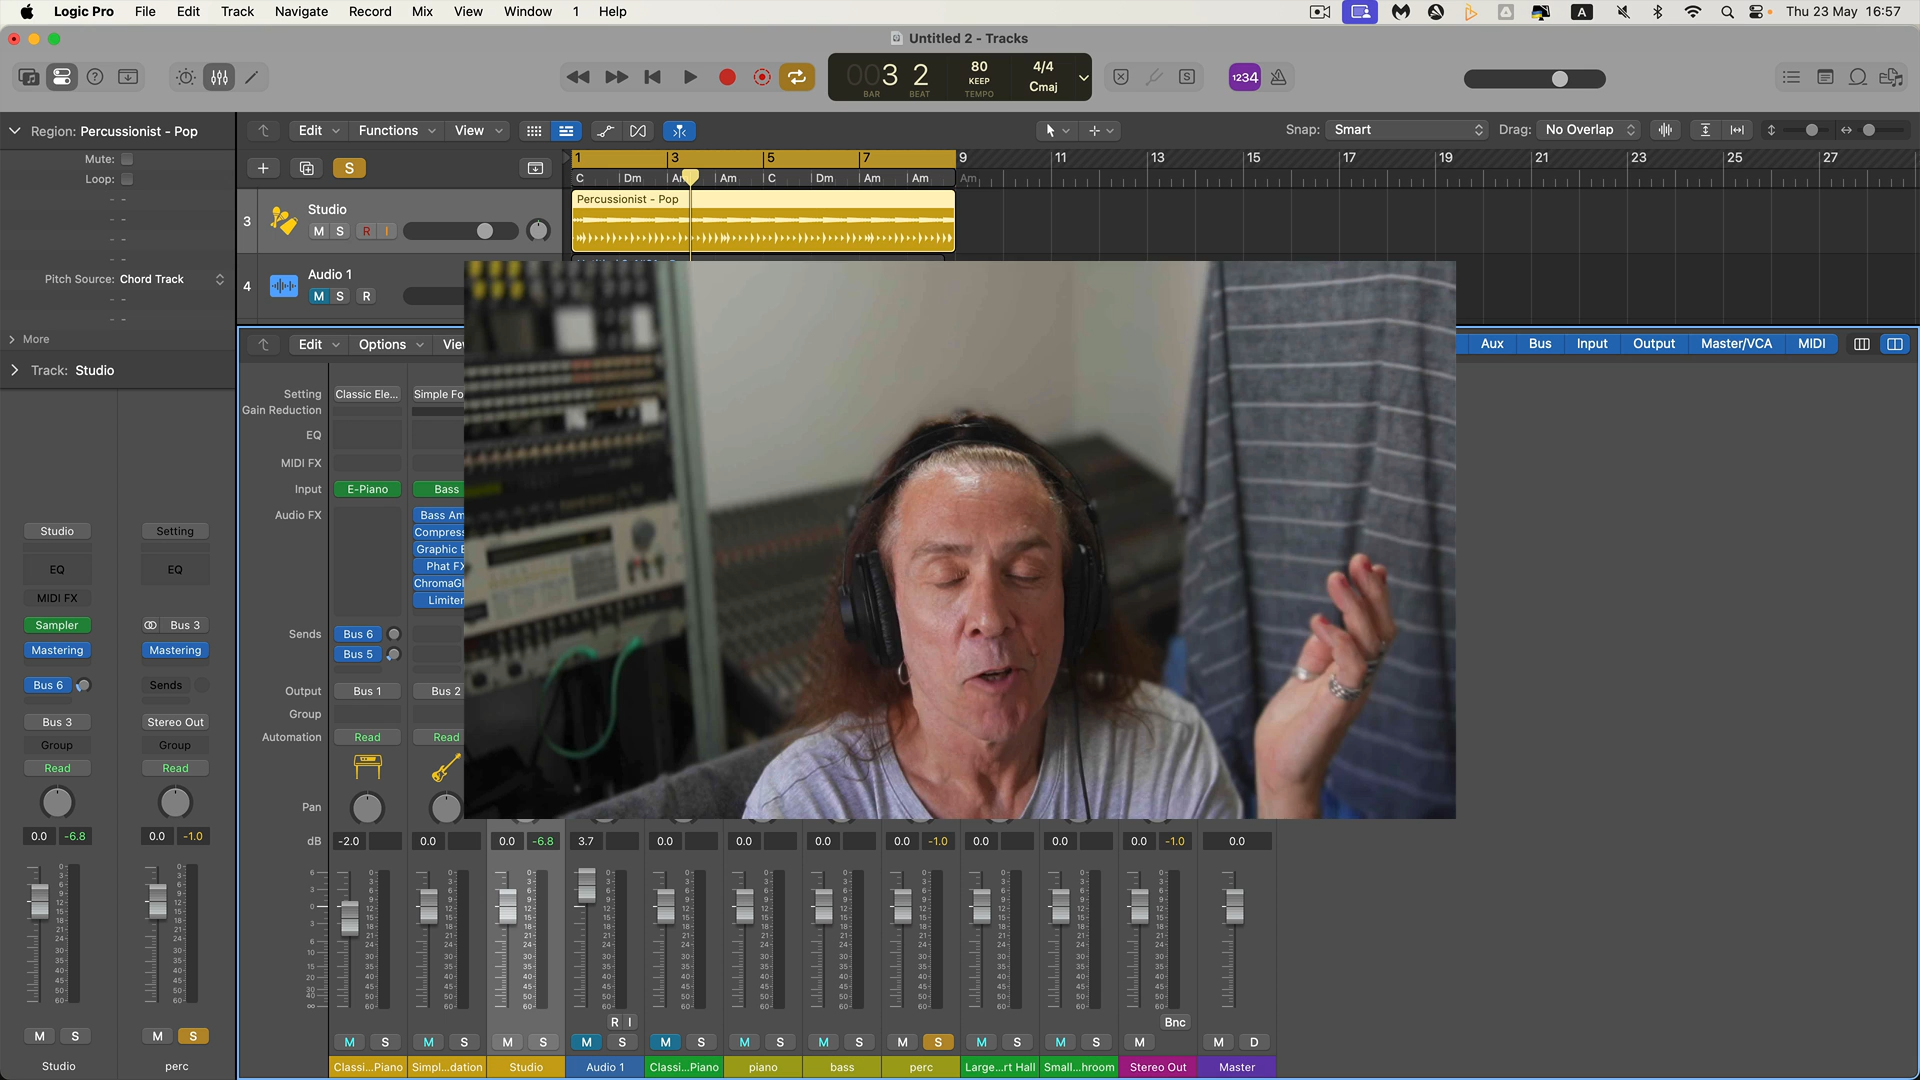 Logic Pro File Edit Track Navigate Record Mix View Window 1 Help A Thu 23 May 16:57
Untitled 2 - Tracks
003 2 80 4/4
KEEP Cmaj
BAR BEAT TEMPO
1234
Region: Percussionist - Pop
Edit Functions View
Snap: Smart Drag: No Overlap
Mute:
Loop:
Pitch Source: Chord Track
More
Track: Studio
S
1 3 5 7 9 11 13 15 17 19 21 23 25 27
C Dm Am Am C Dm Am Am Am
3 Studio
M S R I
Percussionist - Pop
4 Audio 1
M S R
Edit Options
Aux Bus Input Output Master/VCA MIDI
Setting Classic Ele...
Gain Reduction
EQ
MIDI FX
Input E-Piano Bass
Audio FX
Compress
Phat FX
Limiter
Sends Bus 6
Bus 5
Output Bus 1 Bus 2
Group
Automation Read Read
Pan
dB -2.0 0.0 0.0 -6.8 3.7 0.0 0.0 0.0 0.0 -1.0 0.0 0.0 0.0 -1.0 0.0
Studio Setting
EQ EQ
MIDI FX
Sampler Bus 3
Mastering Mastering
Bus 6 Sends
Bus 3 Stereo Out
Group Group
Read Read
0.0 -6.8 0.0 -1.0
M S M S
Studio perc
R I Bnc
M S M S M S M S M S M S M S M S M S M S M M D
Classi...Piano Simpl...dation Studio Audio 1 Classi...Piano piano bass perc Large...rt Hall Small...hroom Stereo Out Master